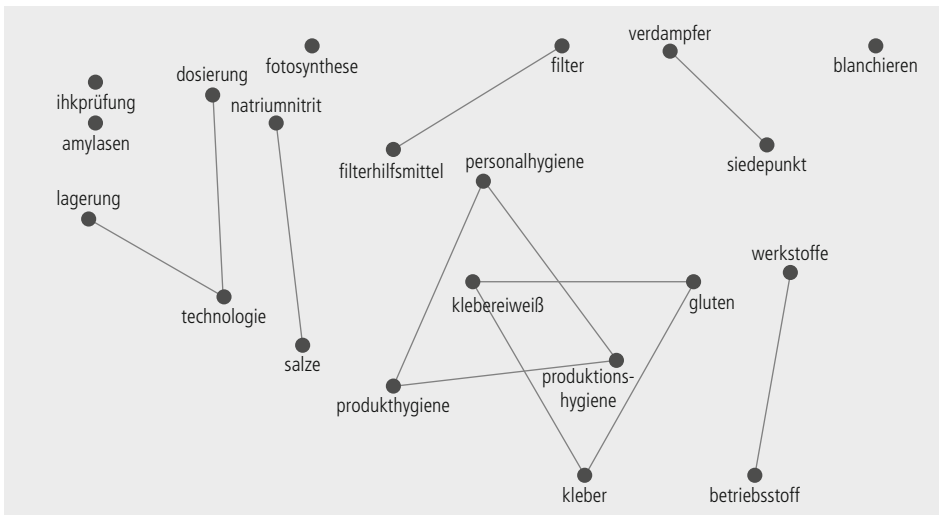 verdampfer
filter
fotosynthese
blanchieren
dosierung
ihkprüfung
natriumnitrit
amylasen
personalhygiene
filterhilfsmittel
siedepunkt
lagerung
werkstoffe
klebereiweiß
gluten
technologie
salze
produktions-
hygiene
produkthygiene
kleber
betriebsstoff